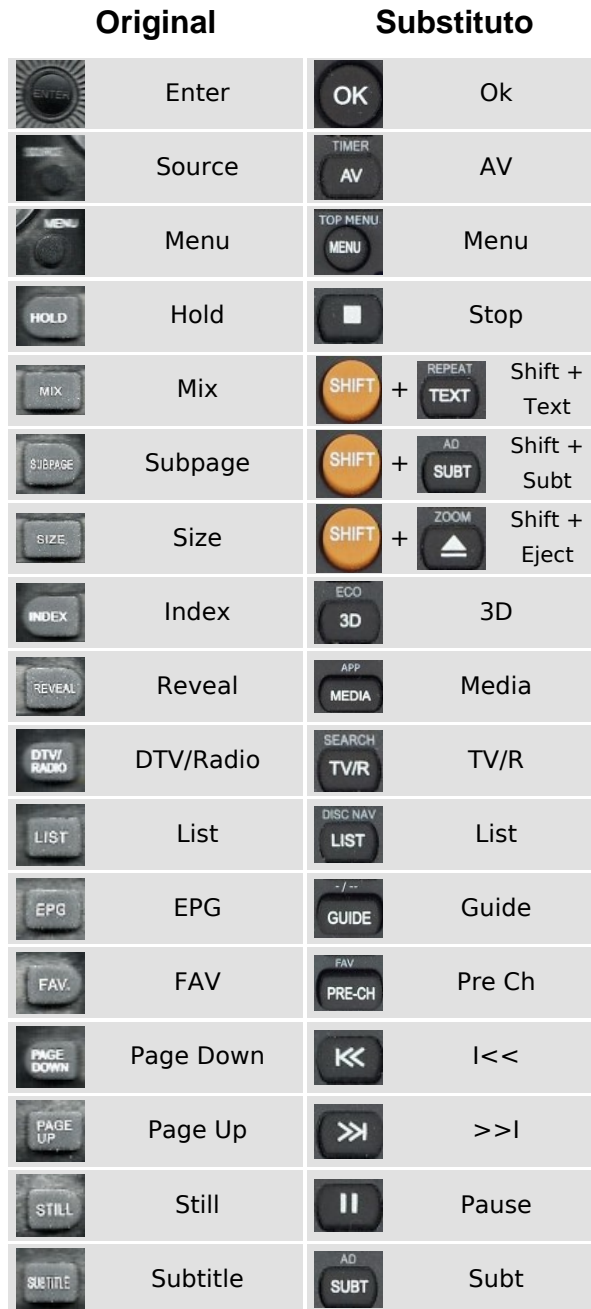 Original Substituto
ENTER Enter OK Ok
SOURCE Source TIMER AV AV
MENU Menu TOP MENU MENU Menu
HOLD Hold Stop
MIX Mix SHIFT + REPEAT TEXT Shift + Text
SUBPAGE Subpage SHIFT + AD SUBT Shift + Subt
SIZE Size SHIFT + ZOOM Shift + Eject
INDEX Index ECO 3D 3D
REVEAL Reveal APP MEDIA Media
DTV/ RADIO DTV/Radio SEARCH TV/R TV/R
LIST List DISC NAV LIST List
EPG EPG -/-- GUIDE Guide
FAV. FAV FAV PRE-CH Pre Ch
PAGE DOWN Page Down I<<
PAGE UP Page Up >>I
STILL Still Pause
SUBTITLE Subtitle AD SUBT Subt